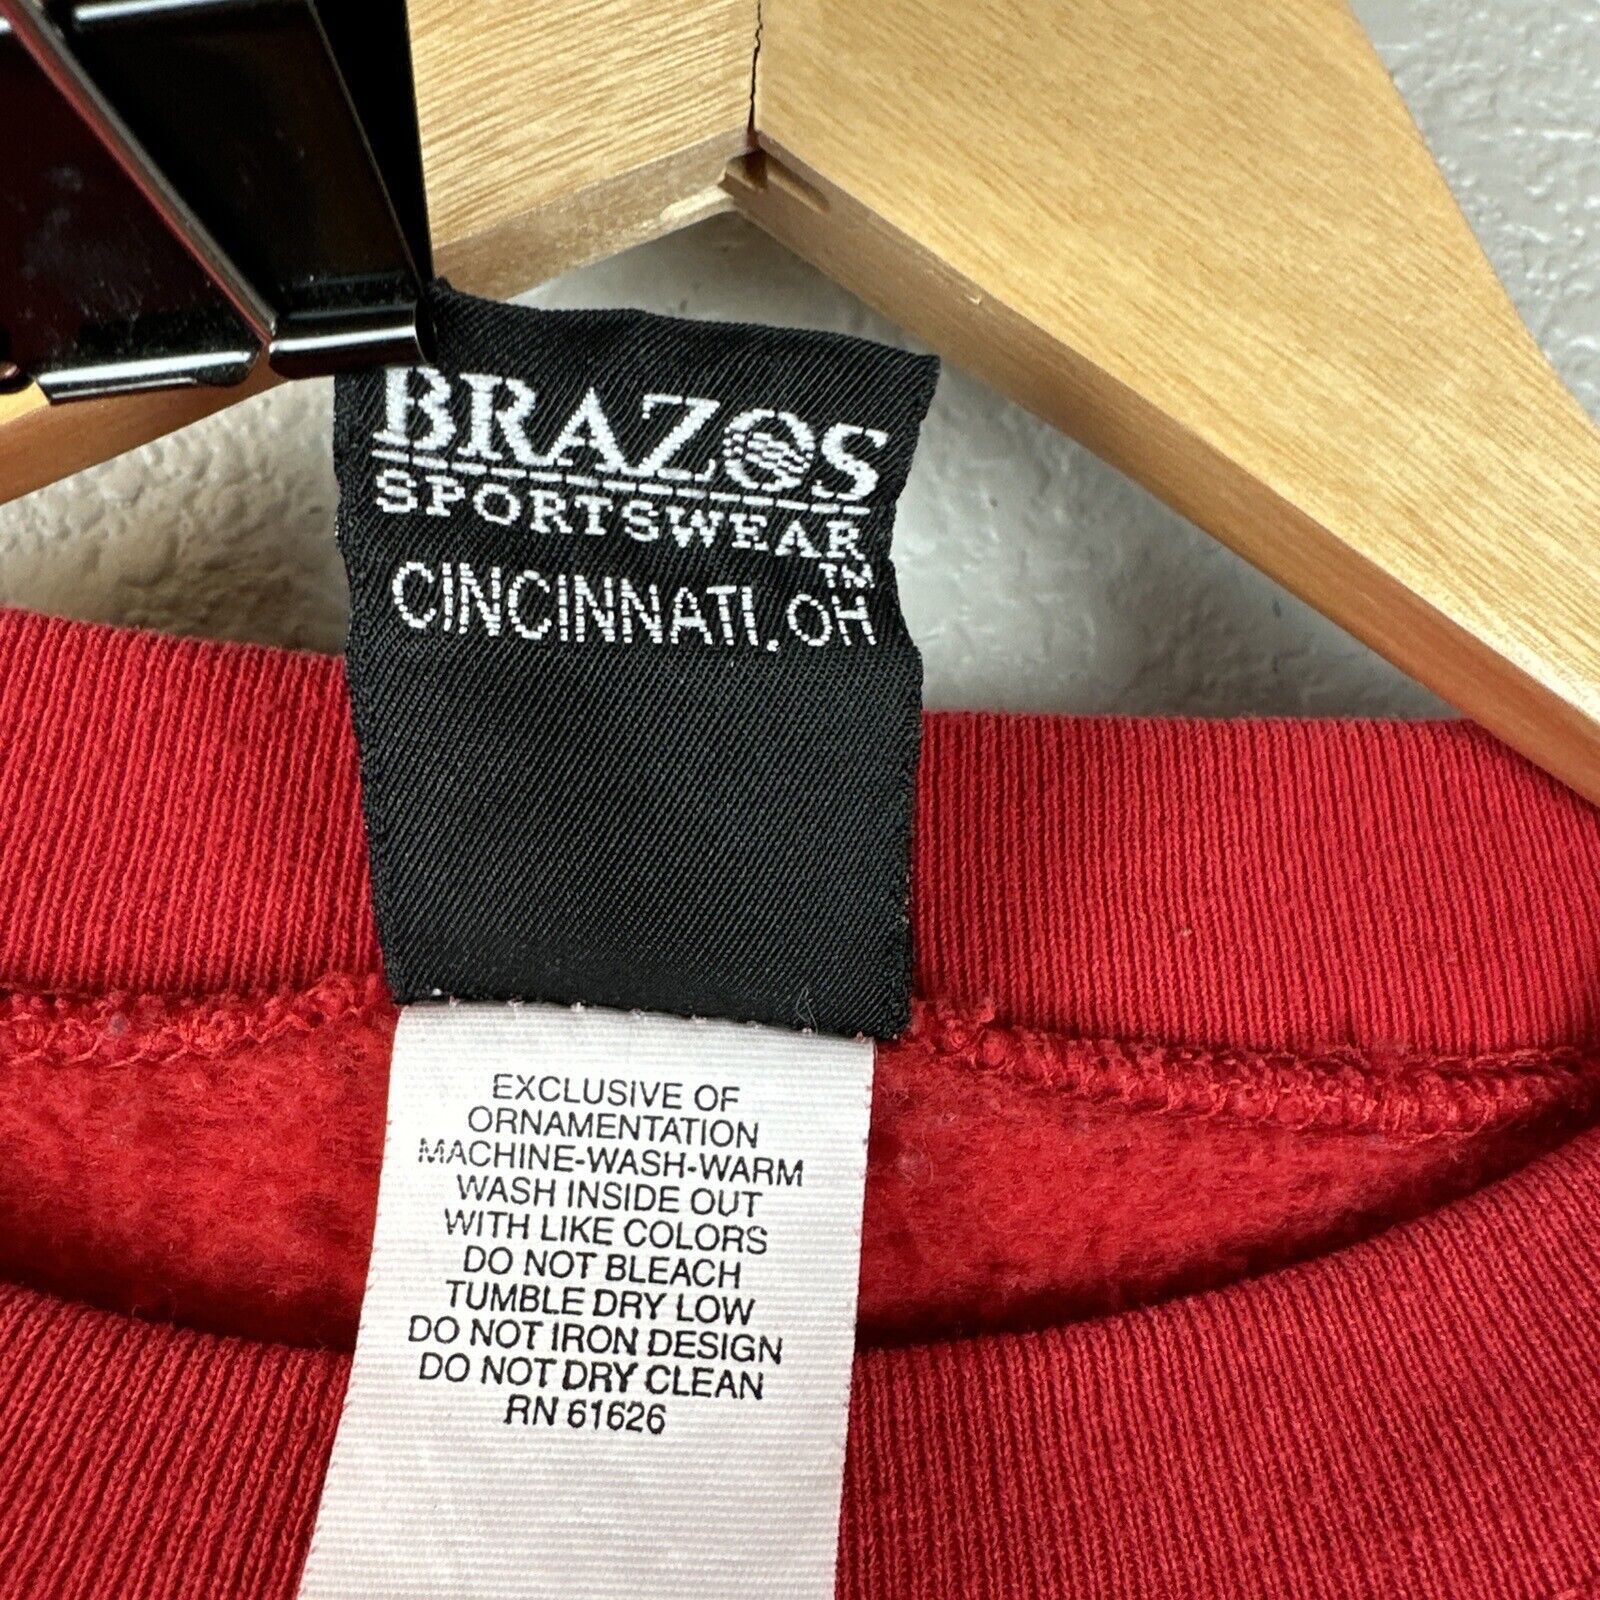 BRAZOS
SPORTSWEAR
TM
CINCINNATI, OH
EXCLUSIVE OF
ORNAMENTATION
MACHINE-WASH-WARM
WASH INSIDE OUT
WITH LIKE COLORS
DO NOT BLEACH
TUMBLE DRY LOW
DO NOT IRON DESIGN
DO NOT DRY CLEAN
RN 61626